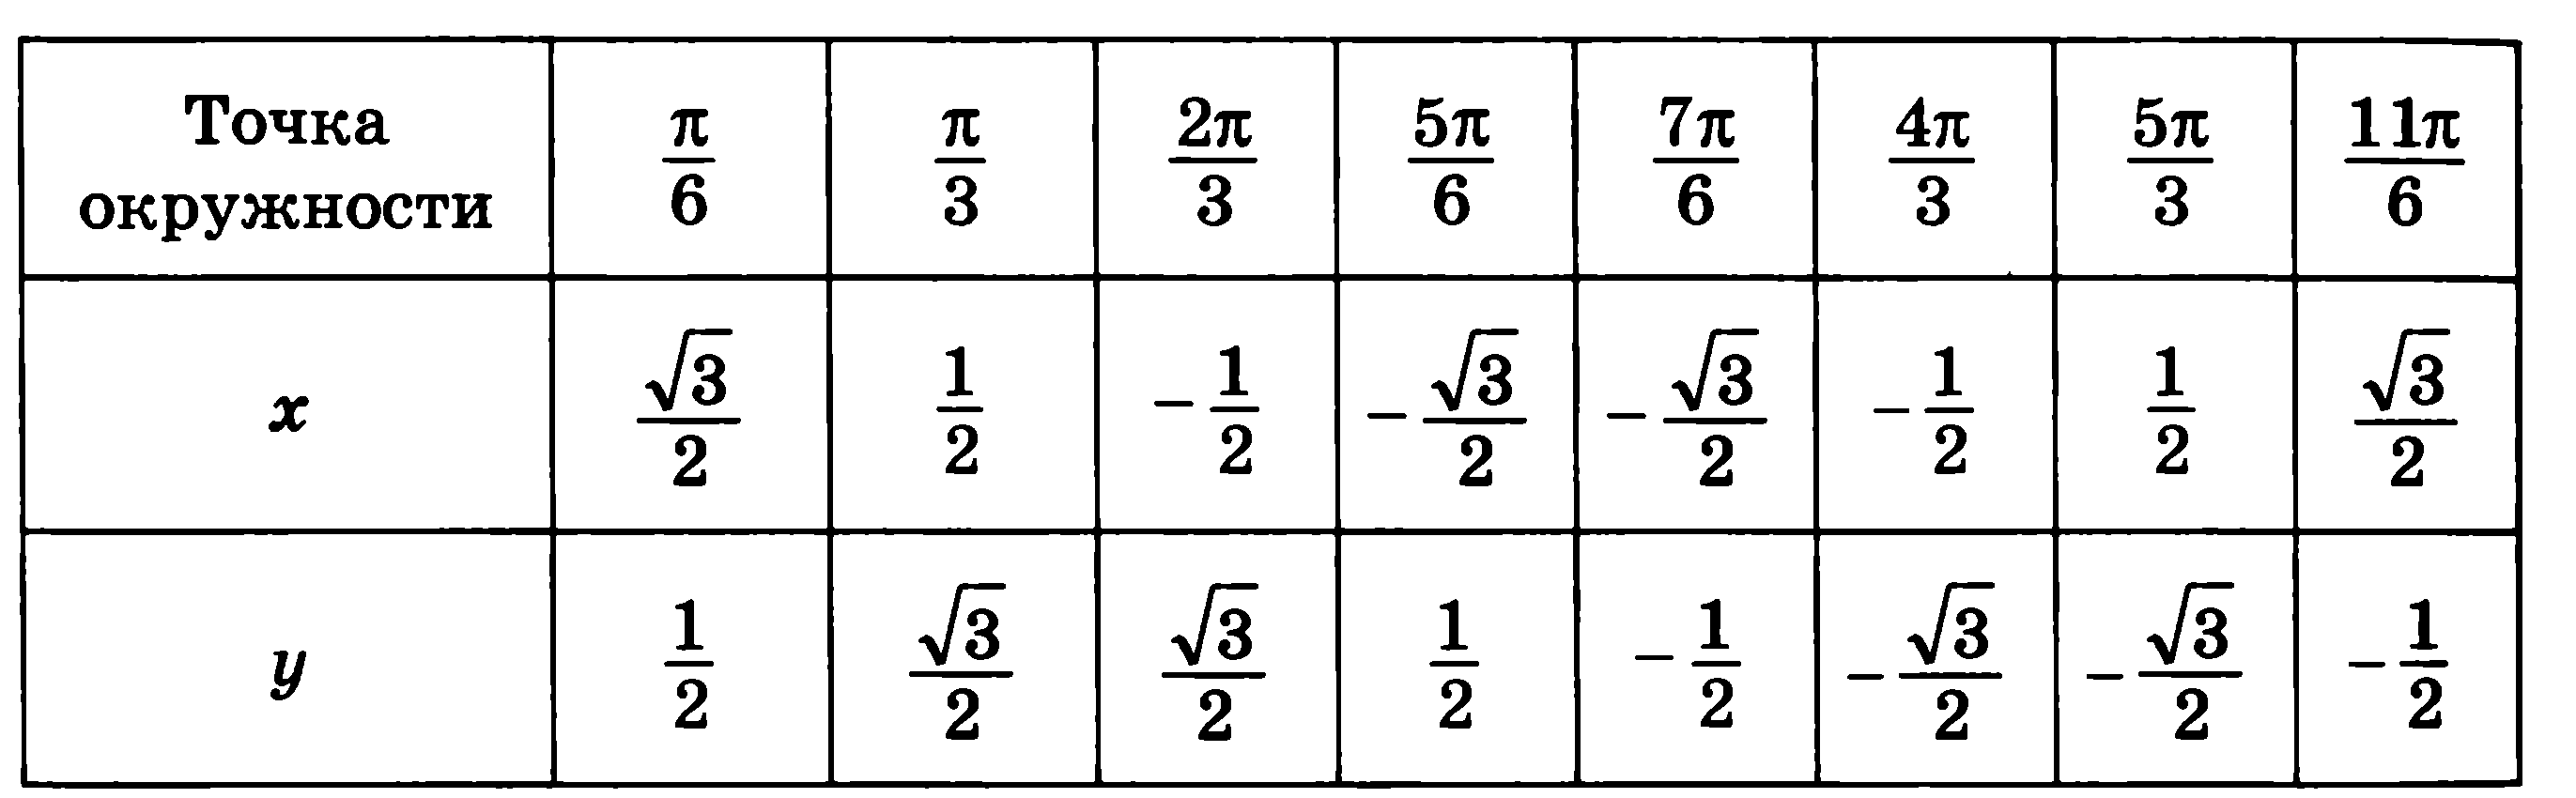 Точка окружности | π/6 | π/3 | 2π/3 | 5π/6 | 7π/6 | 4π/3 | 5π/3 | 11π/6
x | √3/2 | 1/2 | −1/2 | −√3/2 | −√3/2 | −1/2 | 1/2 | √3/2
y | 1/2 | √3/2 | √3/2 | 1/2 | −1/2 | −√3/2 | −√3/2 | −1/2